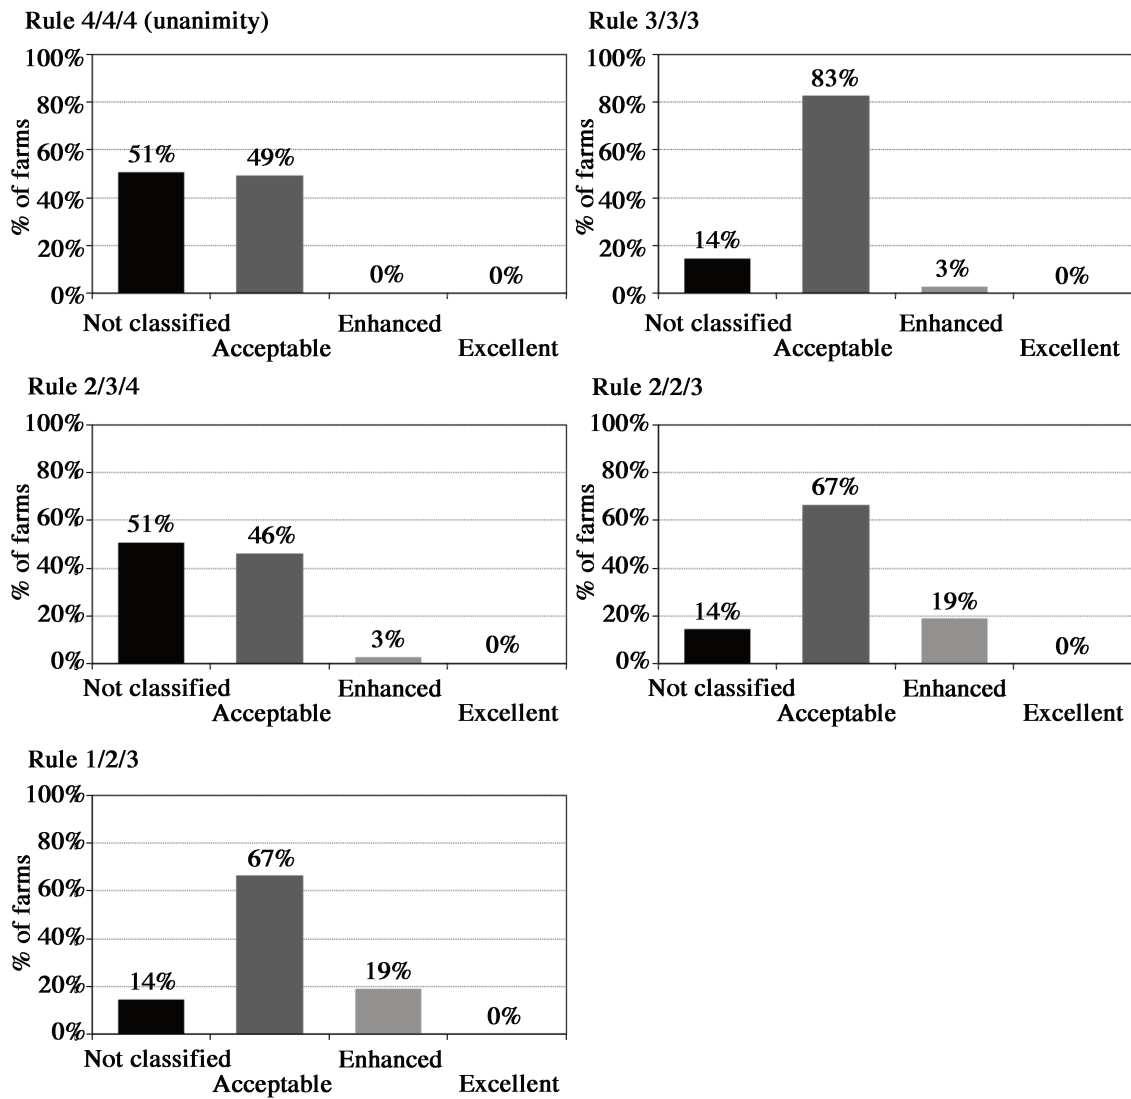 Rule 4/4/4 (unanimity)
100%
80%
60%
40%
20%
0%
% of farms
51%
49%
0%
0%
Not classified
Acceptable
Enhanced
Excellent
Rule 3/3/3
100%
80%
60%
40%
20%
0%
% of farms
14%
83%
3%
0%
Not classified
Acceptable
Enhanced
Excellent
Rule 2/3/4
100%
80%
60%
40%
20%
0%
% of farms
51%
46%
3%
0%
Not classified
Acceptable
Enhanced
Excellent
Rule 2/2/3
100%
80%
60%
40%
20%
0%
% of farms
14%
67%
19%
0%
Not classified
Acceptable
Enhanced
Excellent
Rule 1/2/3
100%
80%
60%
40%
20%
0%
% of farms
14%
67%
19%
0%
Not classified
Acceptable
Enhanced
Excellent